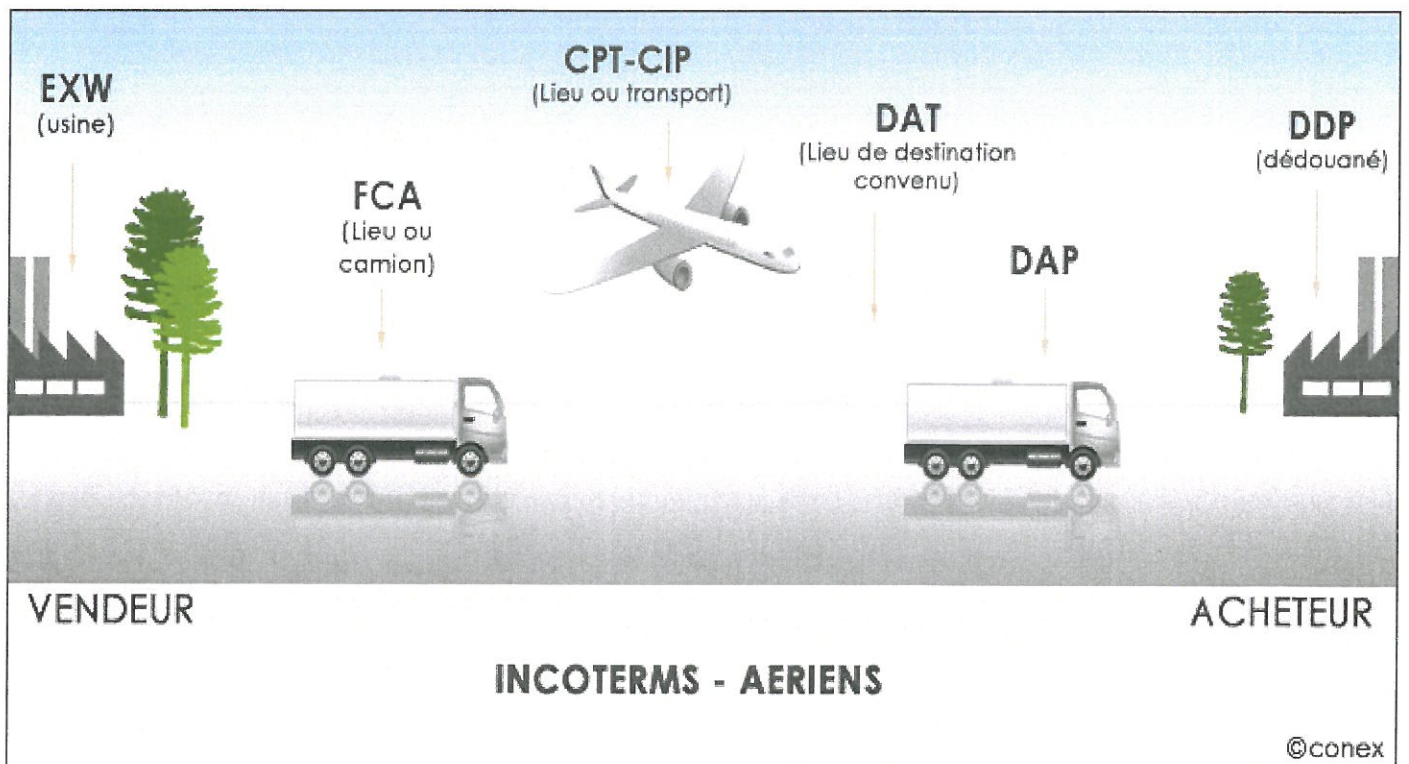 EXW
(usine)
FCA
(Lieu ou
camion)
CPT-CIP
(Lieu ou transport)
DAT
(Lieu de destination
convenu)
DAP
DDP
(dédouané)
VENDEUR
ACHETEUR
INCOTERMS - AERIENS
©conex